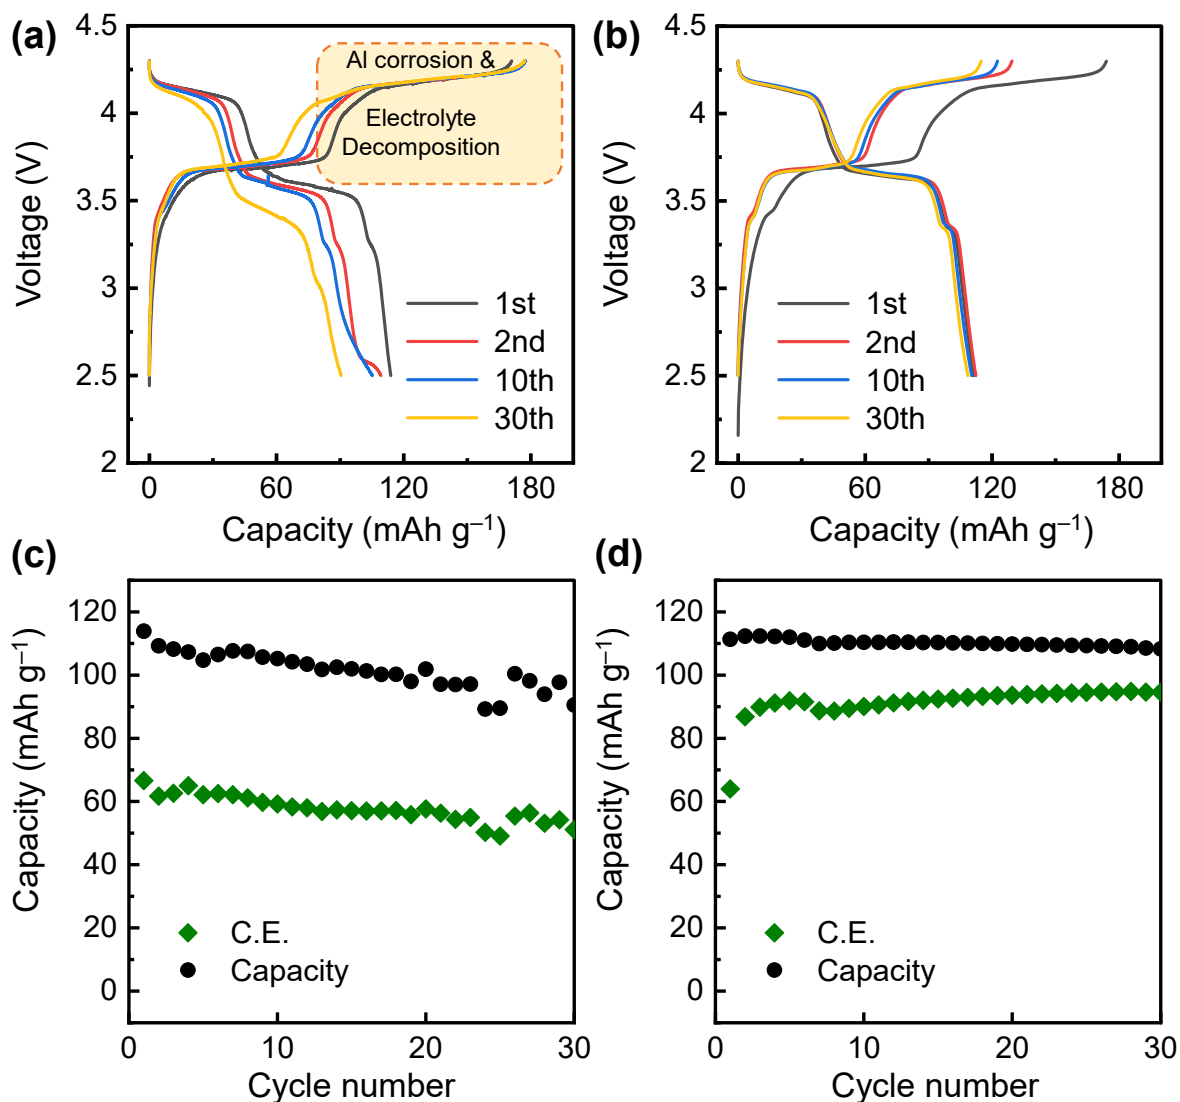 (a)
4.5
4
3.5
3
2.5
2
Voltage (V)
Al corrosion &
Electrolyte
Decomposition
1st
2nd
10th
30th
0
60
120
180
Capacity (mAh g⁻¹)
(b)
4.5
4
3.5
3
2.5
2
Voltage (V)
1st
2nd
10th
30th
0
60
120
180
Capacity (mAh g⁻¹)
(c)
120
100
80
60
40
20
0
Capacity (mAh g⁻¹)
C.E.
Capacity
0
10
20
30
Cycle number
(d)
120
100
80
60
40
20
0
Capacity (mAh g⁻¹)
C.E.
Capacity
0
10
20
30
Cycle number